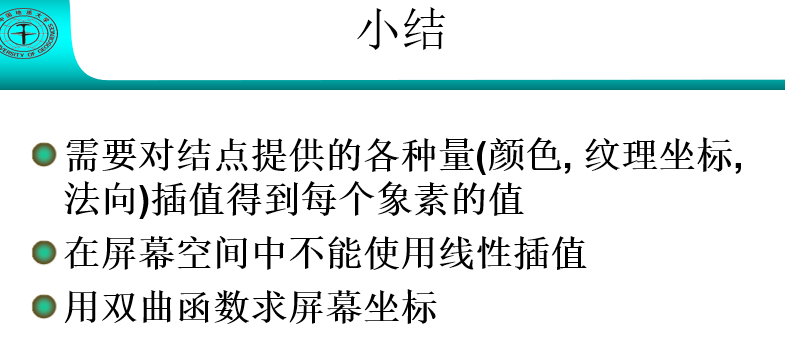 小结
需要对结点提供的各种量(颜色, 纹理坐标,
法向)插值得到每个象素的值
在屏幕空间中不能使用线性插值
用双曲函数求屏幕坐标